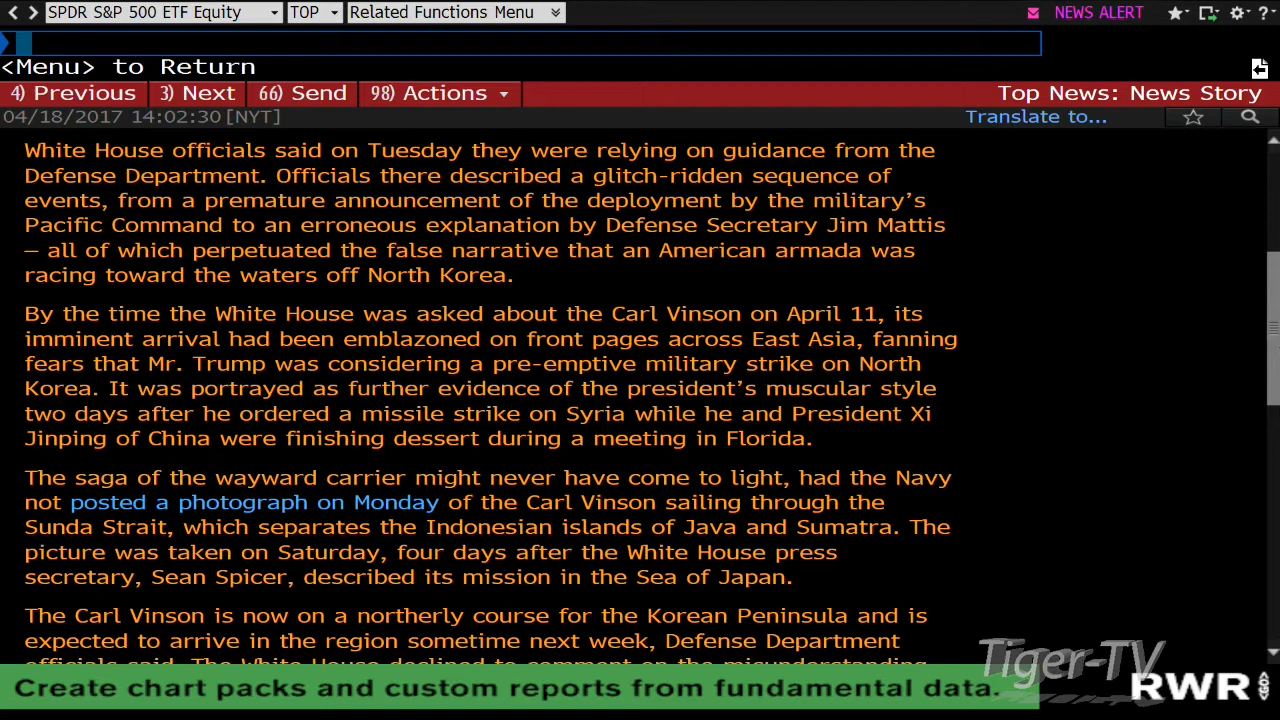 SPDR S&P 500 ETF Equity TOP Related Functions Menu NEWS ALERT ?
<Menu> to Return
4) Previous 3) Next 66) Send 98) Actions Top News: News Story
04/18/2017 14:02:30 [NYT] Translate to...
White House officials said on Tuesday they were relying on guidance from the
Defense Department. Officials there described a glitch-ridden sequence of
events, from a premature announcement of the deployment by the military’s
Pacific Command to an erroneous explanation by Defense Secretary Jim Mattis
— all of which perpetuated the false narrative that an American armada was
racing toward the waters off North Korea.
By the time the White House was asked about the Carl Vinson on April 11, its
imminent arrival had been emblazoned on front pages across East Asia, fanning
fears that Mr. Trump was considering a pre-emptive military strike on North
Korea. It was portrayed as further evidence of the president’s muscular style
two days after he ordered a missile strike on Syria while he and President Xi
Jinping of China were finishing dessert during a meeting in Florida.
The saga of the wayward carrier might never have come to light, had the Navy
not posted a photograph on Monday of the Carl Vinson sailing through the
Sunda Strait, which separates the Indonesian islands of Java and Sumatra. The
picture was taken on Saturday, four days after the White House press
secretary, Sean Spicer, described its mission in the Sea of Japan.
The Carl Vinson is now on a northerly course for the Korean Peninsula and is
expected to arrive in the region sometime next week, Defense Department
officials said. The White House declined to comment on the misunderstanding,
Create chart packs and custom reports from fundamental data.
Tiger-TV
RWR <GO>